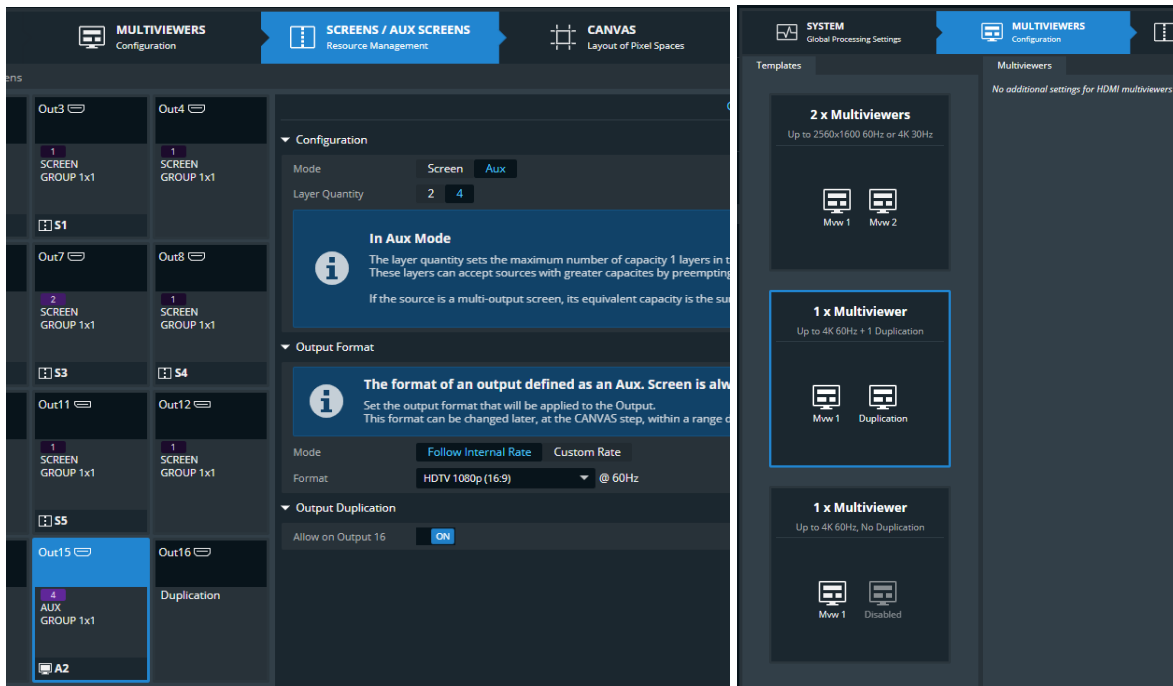 MULTIVIEWERS
Configuration
SCREENS / AUX SCREENS
Resource Management
CANVAS
Layout of Pixel Spaces
ens
Out3
Out4
1
SCREEN
GROUP 1x1
1
SCREEN
GROUP 1x1
S1
Out7
Out8
2
SCREEN
GROUP 1x1
1
SCREEN
GROUP 1x1
S3
S4
Out11
Out12
1
SCREEN
GROUP 1x1
1
SCREEN
GROUP 1x1
S5
Out15
Out16
4
AUX
GROUP 1x1
Duplication
A2
Configuration
Mode Screen Aux
Layer Quantity 2 4
In Aux Mode
The layer quantity sets the maximum number of capacity 1 layers in t
These layers can accept sources with greater capacites by preempting
If the source is a multi-output screen, its equivalent capacity is the su
Output Format
The format of an output defined as an Aux. Screen is alw
Set the output format that will be applied to the Output.
This format can be changed later, at the CANVAS step, within a range
Mode Follow Internal Rate Custom Rate
Format HDTV 1080p (16:9) @ 60Hz
Output Duplication
Allow on Output 16 ON
SYSTEM
Global Processing Settings
MULTIVIEWERS
Configuration
Templates
Multiviewers
No additional settings for HDMI multiviewers
2 x Multiviewers
Up to 2560x1600 60Hz or 4K 30Hz
Mvw 1 Mvw 2
1 x Multiviewer
Up to 4K 60Hz + 1 Duplication
Mvw 1 Duplication
1 x Multiviewer
Up to 4K 60Hz, No Duplication
Mvw 1 Disabled